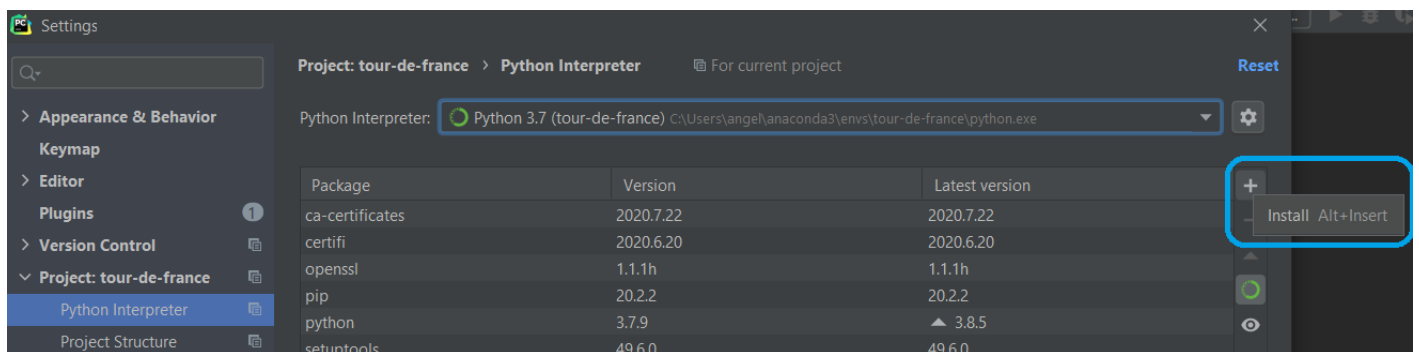 PC
Settings
Reset
Project: tour-de-france > Python Interpreter For current project
Appearance & Behavior
Keymap
Editor
Plugins 1
Version Control
Project: tour-de-france
Python Interpreter
Project Structure
Python Interpreter: Python 3.7 (tour-de-france) C:\Users\angel\anaconda3\envs\tour-de-france\python.exe
Package Version Latest version
ca-certificates 2020.7.22 2020.7.22
certifi 2020.6.20 2020.6.20
openssl 1.1.1h 1.1.1h
pip 20.2.2 20.2.2
python 3.7.9 3.8.5
setuptools 49.6.0 49.6.0
Install Alt+Insert